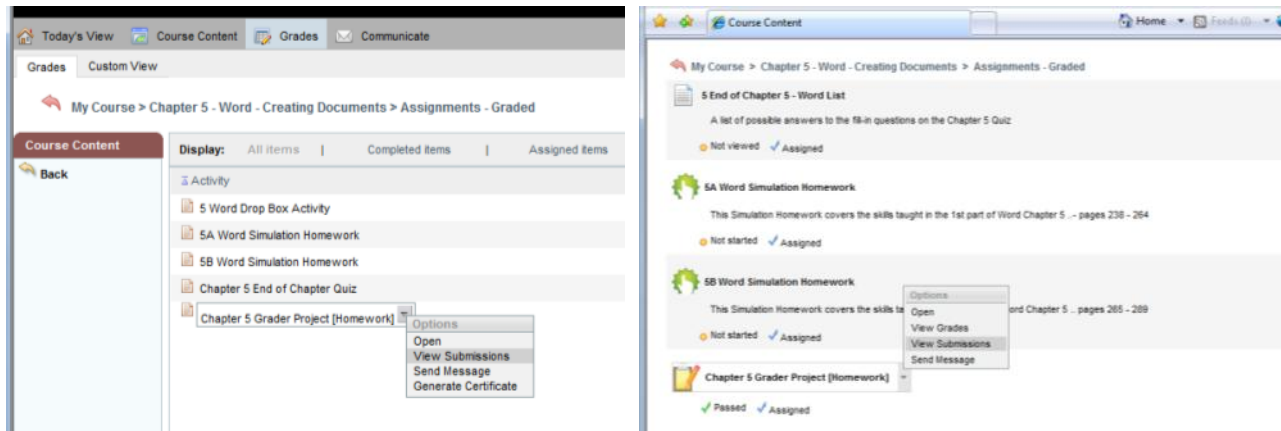 Today's View Course Content Grades Communicate
Grades Custom View
My Course > Chapter 5 - Word - Creating Documents > Assignments - Graded
Course Content
Back
Display: All items | Completed items | Assigned items
Activity
5 Word Drop Box Activity
5A Word Simulation Homework
5B Word Simulation Homework
Chapter 5 End of Chapter Quiz
Chapter 5 Grader Project [Homework]
Options
Open
View Submissions
Send Message
Generate Certificate
Course Content
Home Feeds (0)
My Course > Chapter 5 - Word - Creating Documents > Assignments - Graded
5 End of Chapter 5 - Word List
A list of possible answers to the fill-in questions on the Chapter 5 Quiz
Not viewed Assigned
5A Word Simulation Homework
This Simulation Homework covers the skills taught in the 1st part of Word Chapter 5 ..- pages 238 - 264
Not started Assigned
5B Word Simulation Homework
This Simulation Homework covers the skills ta ord Chapter 5 .. pages 265 - 289
Not started Assigned
Options
Open
View Grades
View Submissions
Send Message
Chapter 5 Grader Project [Homework]
Passed Assigned